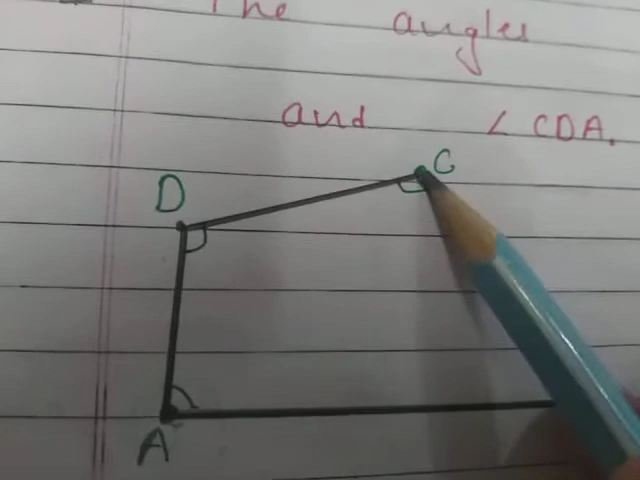 The angles
and ∠CDA.
C
D
A